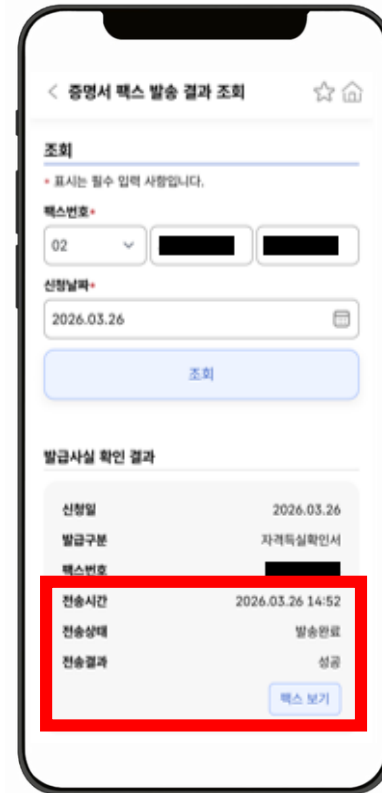 < 증명서 팩스 발송 결과 조회
조회
* 표시는 필수 입력 사항입니다.
팩스번호*
02
신청날짜*
2026.03.26
조회
발급사실 확인 결과
신청일 2026.03.26
발급구분 자격득실확인서
팩스번호
전송시간 2026.03.26 14:52
전송상태 발송완료
전송결과 성공
팩스 보기